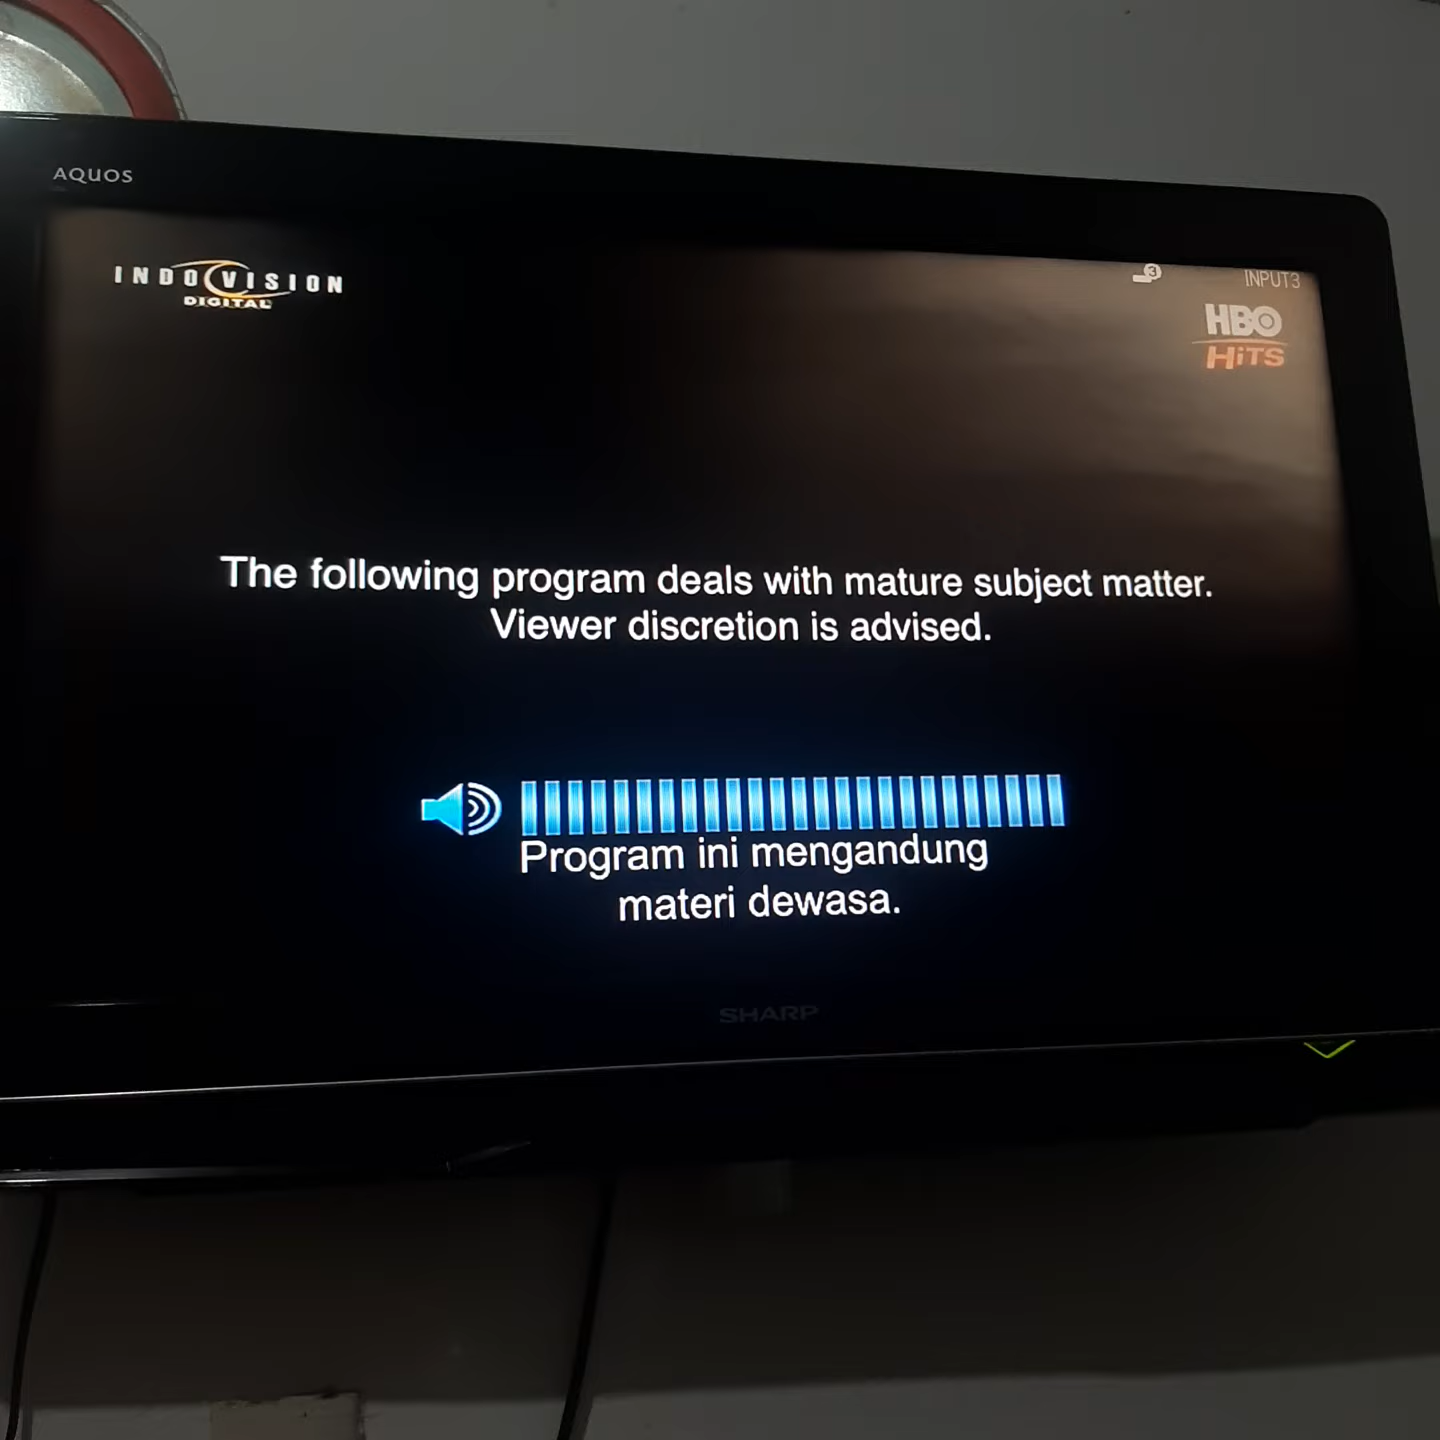 AQUOS
INDOVISION
DIGITAL
3
INPUT3
HBO
HiTS
The following program deals with mature subject matter.
Viewer discretion is advised.
Program ini mengandung
materi dewasa.
SHARP